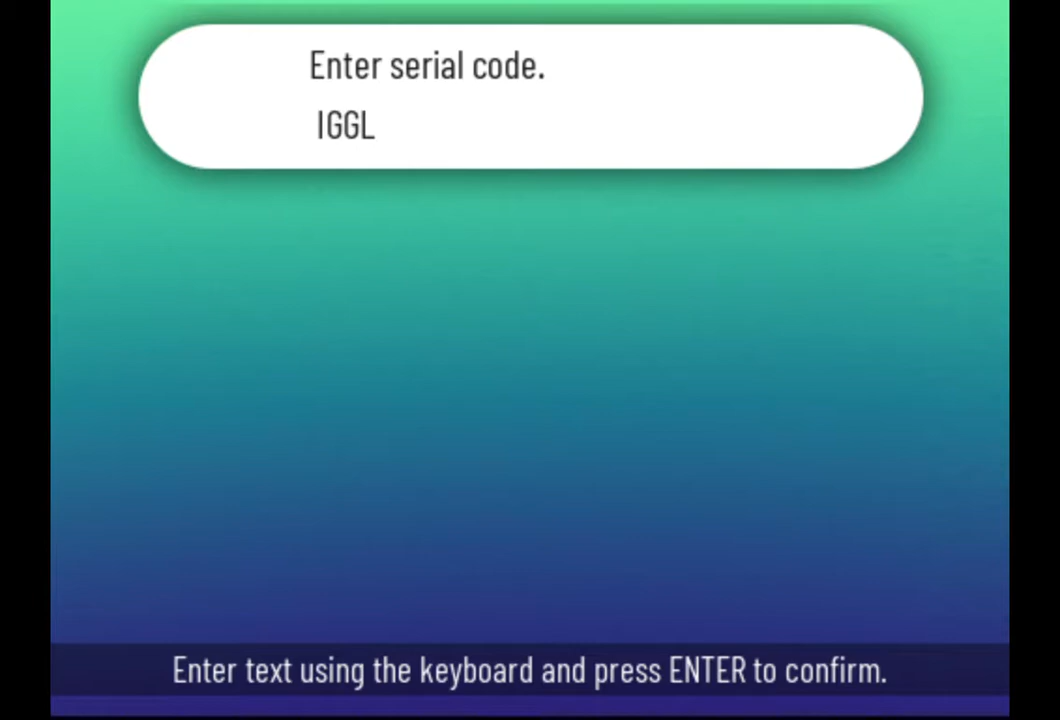 Enter serial code.
IGGL
Enter text using the keyboard and press ENTER to confirm.